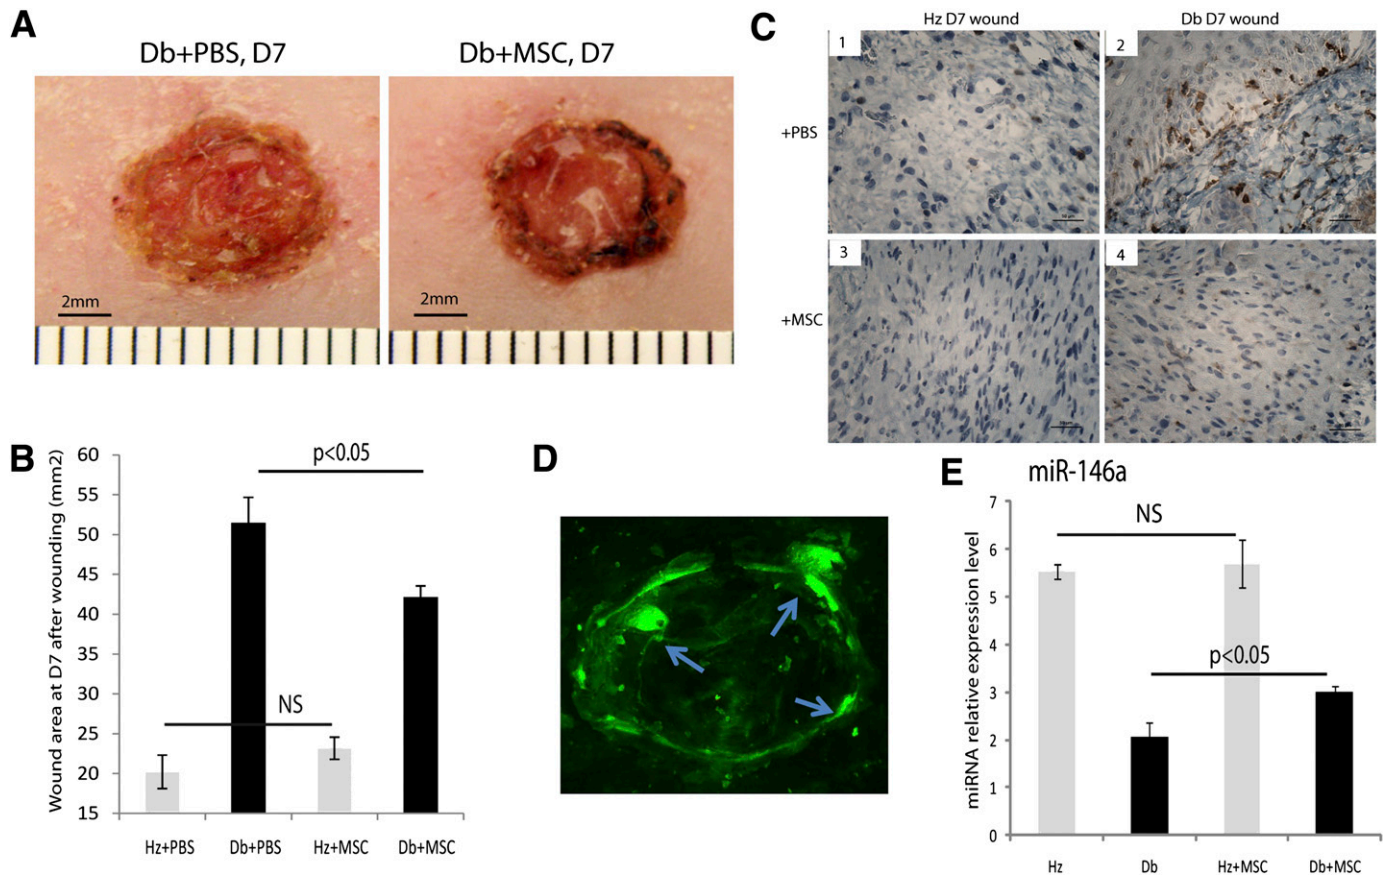 A
Db+PBS, D7
Db+MSC, D7
2mm
2mm
B
Wound area at D7 after wounding (mm2)
60
55
50
45
40
35
30
25
20
15
p<0.05
NS
Hz+PBS
Db+PBS
Hz+MSC
Db+MSC
C
Hz D7 wound
Db D7 wound
+PBS
+MSC
1
2
3
4
D
E
miR-146a
miRNA relative expression level
7
6
5
4
3
2
1
0
NS
p<0.05
Hz
Db
Hz+MSC
Db+MSC